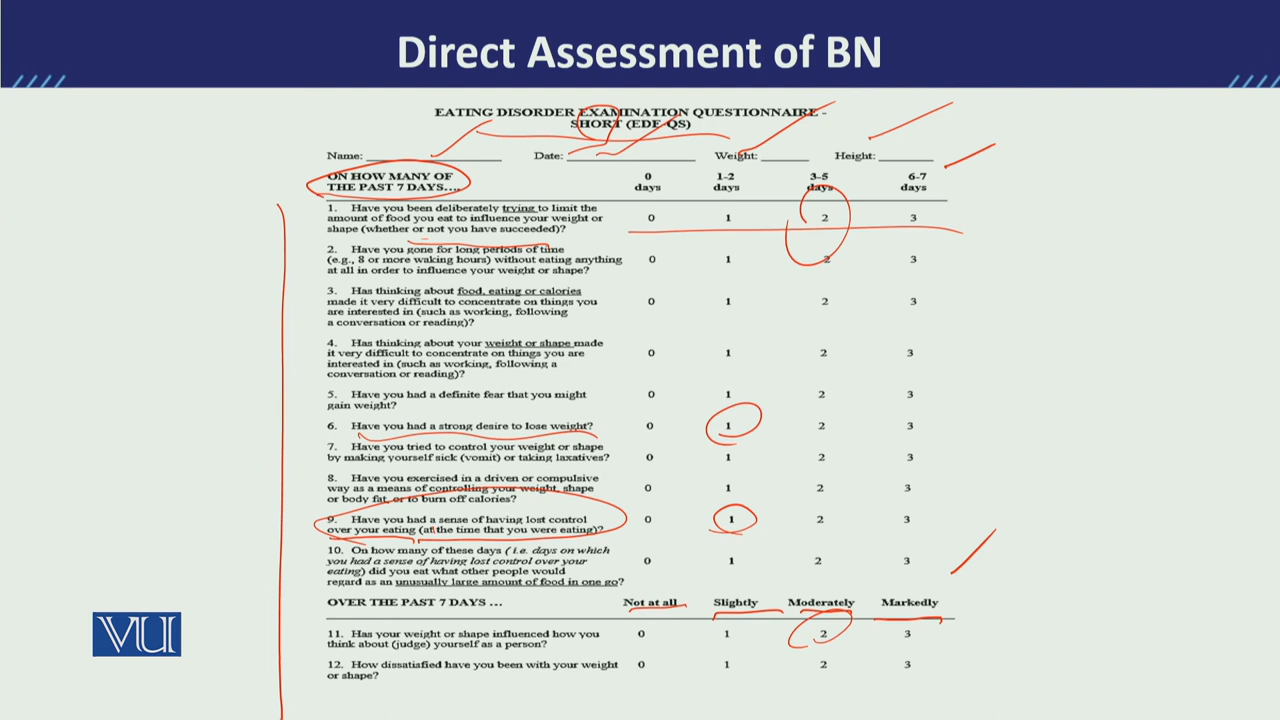 Direct Assessment of BN
EATING DISORDER EXAMINATION QUESTIONNAIRE -
SHORT (EDE-QS)
Name: Date: Weight: Height:
ON HOW MANY OF THE PAST 7 DAYS.... 0 days 1-2 days 3-5 days 6-7 days
1. Have you been deliberately trying to limit the
amount of food you eat to influence your weight or
shape (whether or not you have succeeded)? 0 1 2 3
2. Have you gone for long periods of time
(e.g., 8 or more waking hours) without eating anything
at all in order to influence your weight or shape? 0 1 2 3
3. Has thinking about food, eating or calories
made it very difficult to concentrate on things you
are interested in (such as working, following
a conversation or reading)? 0 1 2 3
4. Has thinking about your weight or shape made
it very difficult to concentrate on things you are
interested in (such as working, following a
conversation or reading)? 0 1 2 3
5. Have you had a definite fear that you might
gain weight? 0 1 2 3
6. Have you had a strong desire to lose weight? 0 1 2 3
7. Have you tried to control your weight or shape
by making yourself sick (vomit) or taking laxatives? 0 1 2 3
8. Have you exercised in a driven or compulsive
way as a means of controlling your weight, shape
or body fat, or to burn off calories? 0 1 2 3
9. Have you had a sense of having lost control
over your eating (at the time that you were eating)? 0 1 2 3
10. On how many of these days ( i.e. days on which
you had a sense of having lost control over your
eating) did you eat what other people would
regard as an unusually large amount of food in one go? 0 1 2 3
OVER THE PAST 7 DAYS ... Not at all Slightly Moderately Markedly
11. Has your weight or shape influenced how you
think about (judge) yourself as a person? 0 1 2 3
12. How dissatisfied have you been with your weight
or shape? 0 1 2 3
VU